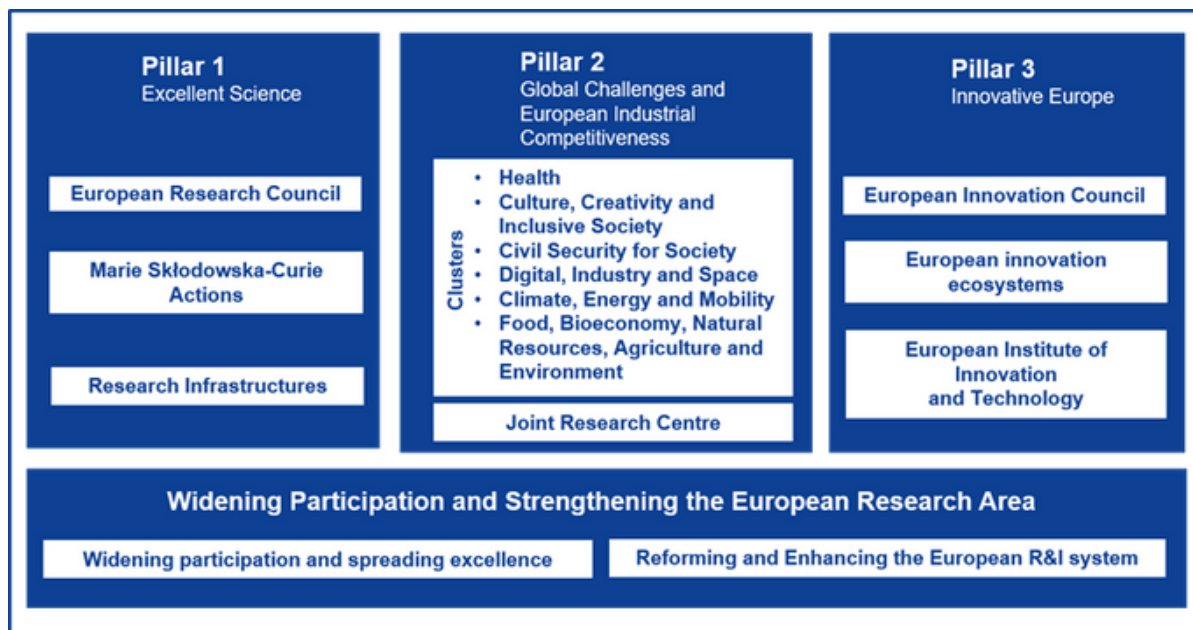 Pillar 1
Excellent Science
European Research Council
Marie Skłodowska-Curie
Actions
Research Infrastructures
Pillar 2
Global Challenges and
European Industrial
Competitiveness
Clusters
• Health
• Culture, Creativity and
Inclusive Society
• Civil Security for Society
• Digital, Industry and Space
• Climate, Energy and Mobility
• Food, Bioeconomy, Natural
Resources, Agriculture and
Environment
Joint Research Centre
Pillar 3
Innovative Europe
European Innovation Council
European innovation
ecosystems
European Institute of
Innovation
and Technology
Widening Participation and Strengthening the European Research Area
Widening participation and spreading excellence
Reforming and Enhancing the European R&I system